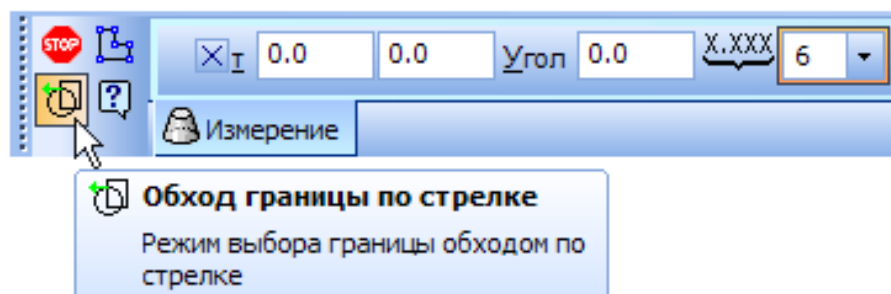 STOP
т 0.0 0.0 Угол 0.0 X.XXX 6
?
Измерение
Обход границы по стрелке
Режим выбора границы обходом по
стрелке